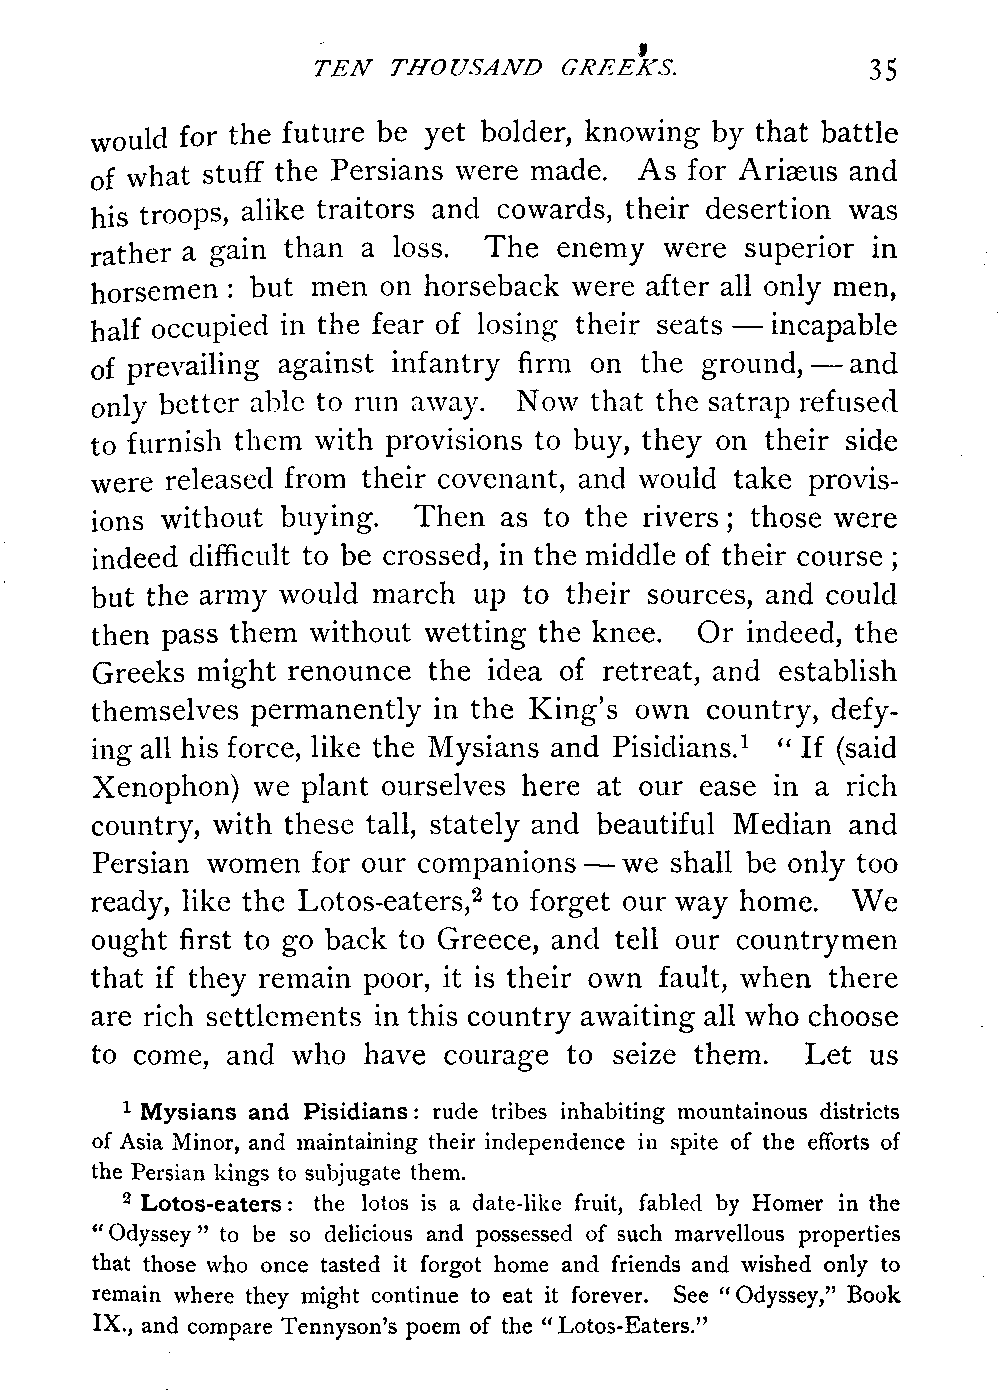 TEN THOUSAND GREEKS. 35
would for the future be yet bolder, knowing by that battle
of what stuff the Persians were made. As for Ariæus and
his troops, alike traitors and cowards, their desertion was
rather a gain than a loss. The enemy were superior in
horsemen : but men on horseback were after all only men,
half occupied in the fear of losing their seats — incapable
of prevailing against infantry firm on the ground, — and
only better able to run away. Now that the satrap refused
to furnish them with provisions to buy, they on their side
were released from their covenant, and would take provis-
ions without buying. Then as to the rivers ; those were
indeed difficult to be crossed, in the middle of their course ;
but the army would march up to their sources, and could
then pass them without wetting the knee. Or indeed, the
Greeks might renounce the idea of retreat, and establish
themselves permanently in the King's own country, defy-
ing all his force, like the Mysians and Pisidians.¹ “ If (said
Xenophon) we plant ourselves here at our ease in a rich
country, with these tall, stately and beautiful Median and
Persian women for our companions — we shall be only too
ready, like the Lotos-eaters,² to forget our way home. We
ought first to go back to Greece, and tell our countrymen
that if they remain poor, it is their own fault, when there
are rich settlements in this country awaiting all who choose
to come, and who have courage to seize them. Let us
¹ Mysians and Pisidians : rude tribes inhabiting mountainous districts
of Asia Minor, and maintaining their independence in spite of the efforts of
the Persian kings to subjugate them.
² Lotos-eaters : the lotos is a date-like fruit, fabled by Homer in the
“ Odyssey ” to be so delicious and possessed of such marvellous properties
that those who once tasted it forgot home and friends and wished only to
remain where they might continue to eat it forever. See “ Odyssey,” Book
IX., and compare Tennyson's poem of the “ Lotos-Eaters.”